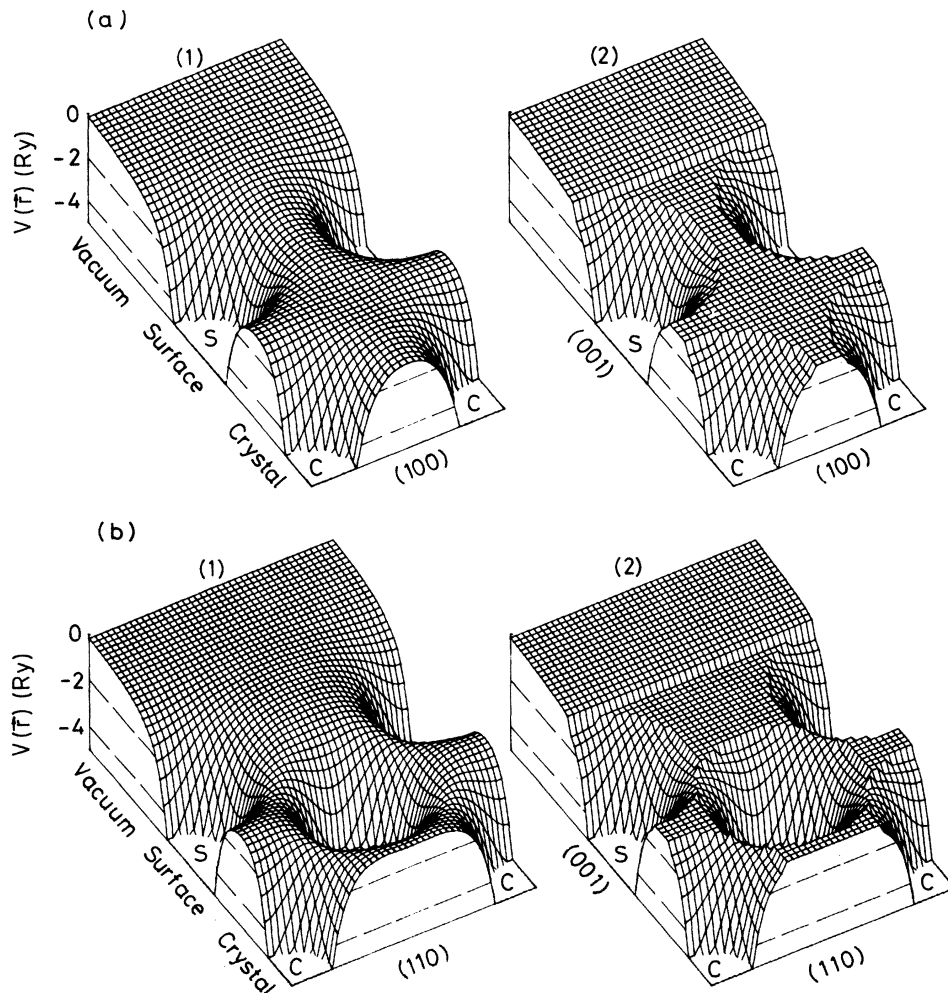 (a)
(1)
(2)
0
-2
-4
V(r⃗) (Ry)
Vacuum
Surface
Crystal
S
C
C
(100)
(001)
S
C
C
(100)
(b)
(1)
(2)
0
-2
-4
V(r⃗) (Ry)
Vacuum
Surface
Crystal
S
C
C
(110)
(001)
S
C
C
(110)